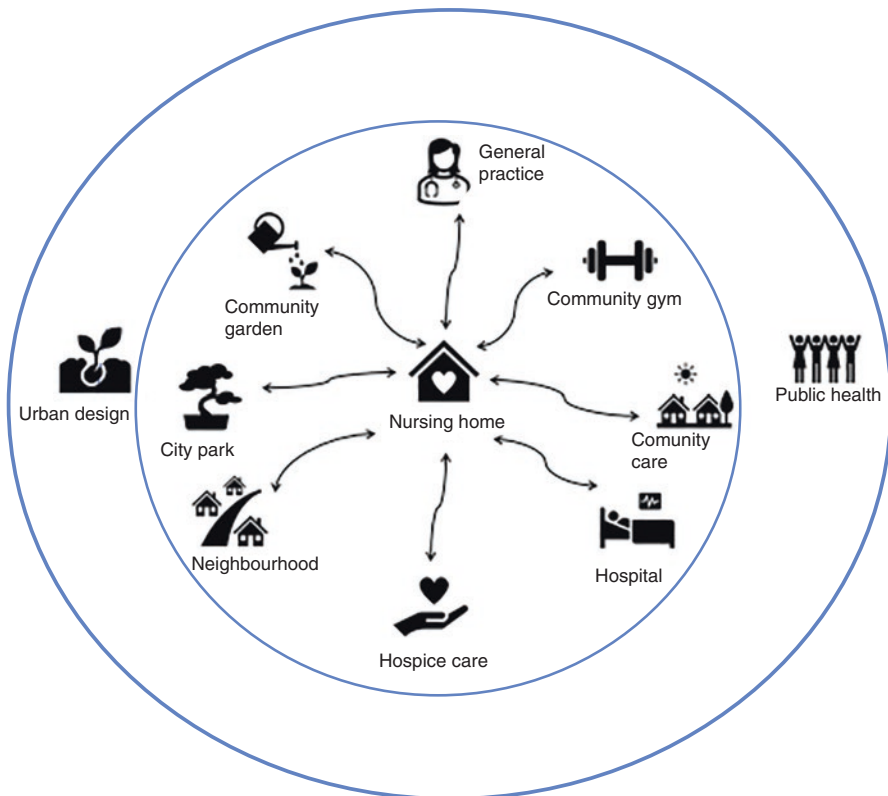 General
practice
Community
garden
Community gym
Urban design
Public health
City park
Nursing home
Comunity
care
Neighbourhood
Hospital
Hospice care